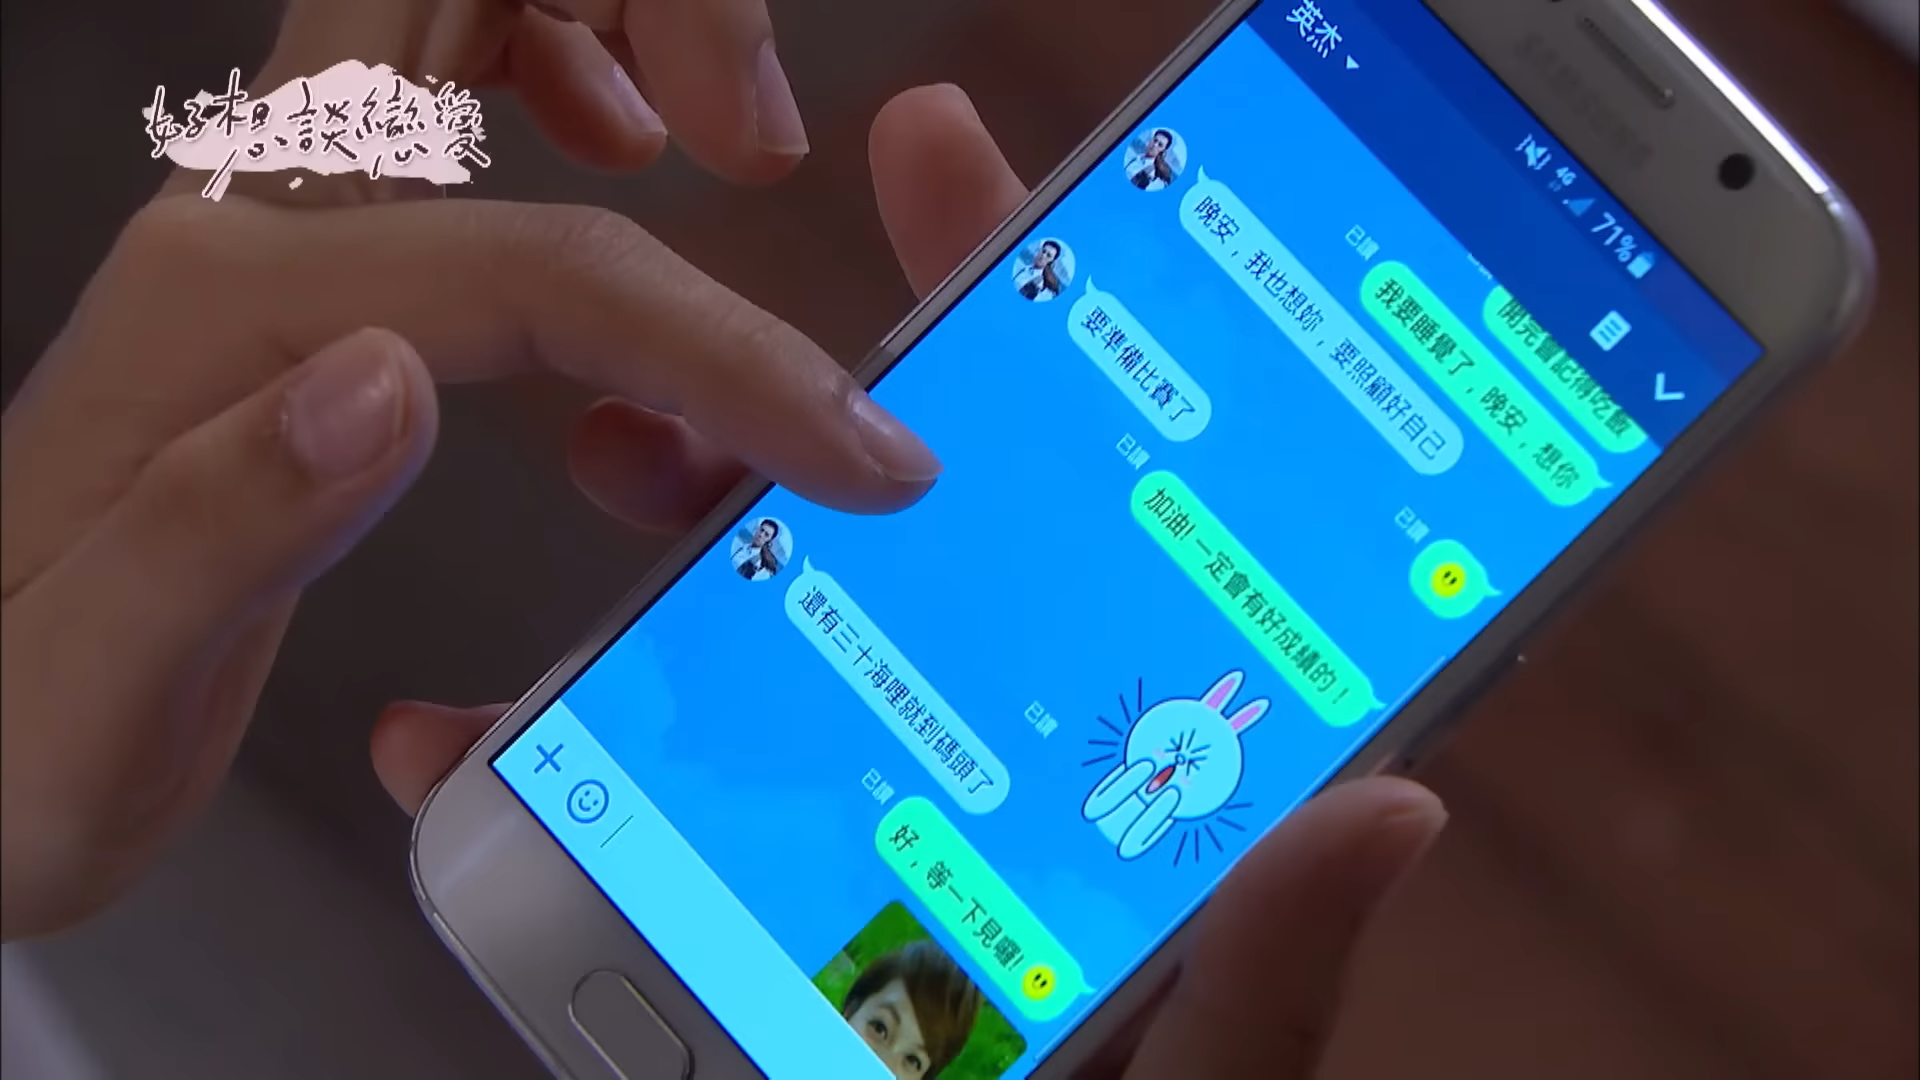 好想談戀愛
英杰
4G
71%
開完會記得吃飯
已讀
我要睡覺了，晚安，想你
晚安，我也想妳，要照顧好自己
已讀
要準備比賽了
已讀
加油!一定會有好成績的！
已讀
還有三十海哩就到碼頭了
已讀
好，等一下見囉!